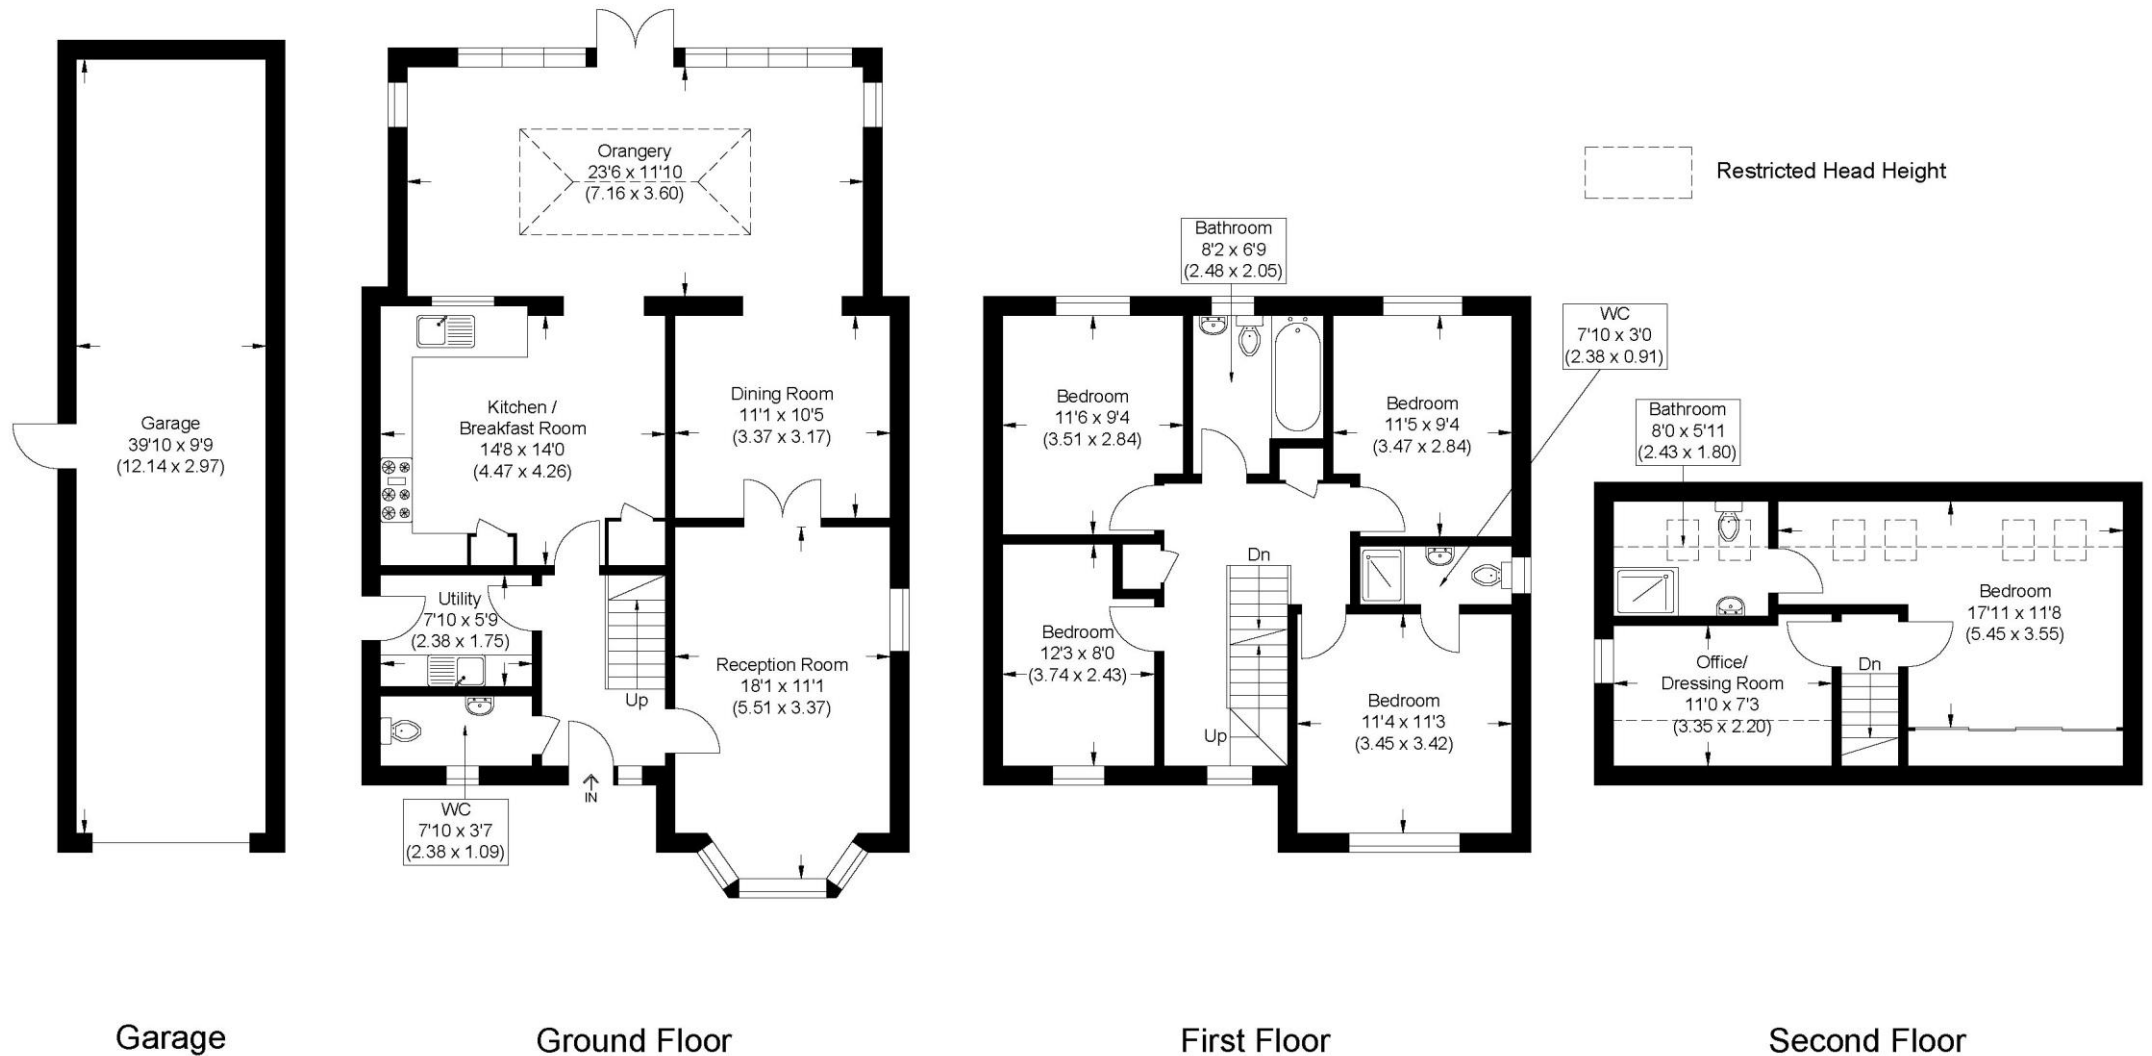 Garage
39'10 x 9'9
(12.14 x 2.97)
Orangery
23'6 x 11'10
(7.16 x 3.60)
Kitchen /
Breakfast Room
14'8 x 14'0
(4.47 x 4.26)
Dining Room
11'1 x 10'5
(3.37 x 3.17)
Utility
7'10 x 5'9
(2.38 x 1.75)
Up
Reception Room
18'1 x 11'1
(5.51 x 3.37)
IN
WC
7'10 x 3'7
(2.38 x 1.09)
Bathroom
8'2 x 6'9
(2.48 x 2.05)
Bedroom
11'6 x 9'4
(3.51 x 2.84)
Bedroom
11'5 x 9'4
(3.47 x 2.84)
WC
7'10 x 3'0
(2.38 x 0.91)
Dn
Bedroom
12'3 x 8'0
(3.74 x 2.43)
Up
Bedroom
11'4 x 11'3
(3.45 x 3.42)
Restricted Head Height
Bathroom
8'0 x 5'11
(2.43 x 1.80)
Bedroom
17'11 x 11'8
(5.45 x 3.55)
Office/
Dressing Room
11'0 x 7'3
(3.35 x 2.20)
Dn
Garage
Ground Floor
First Floor
Second Floor